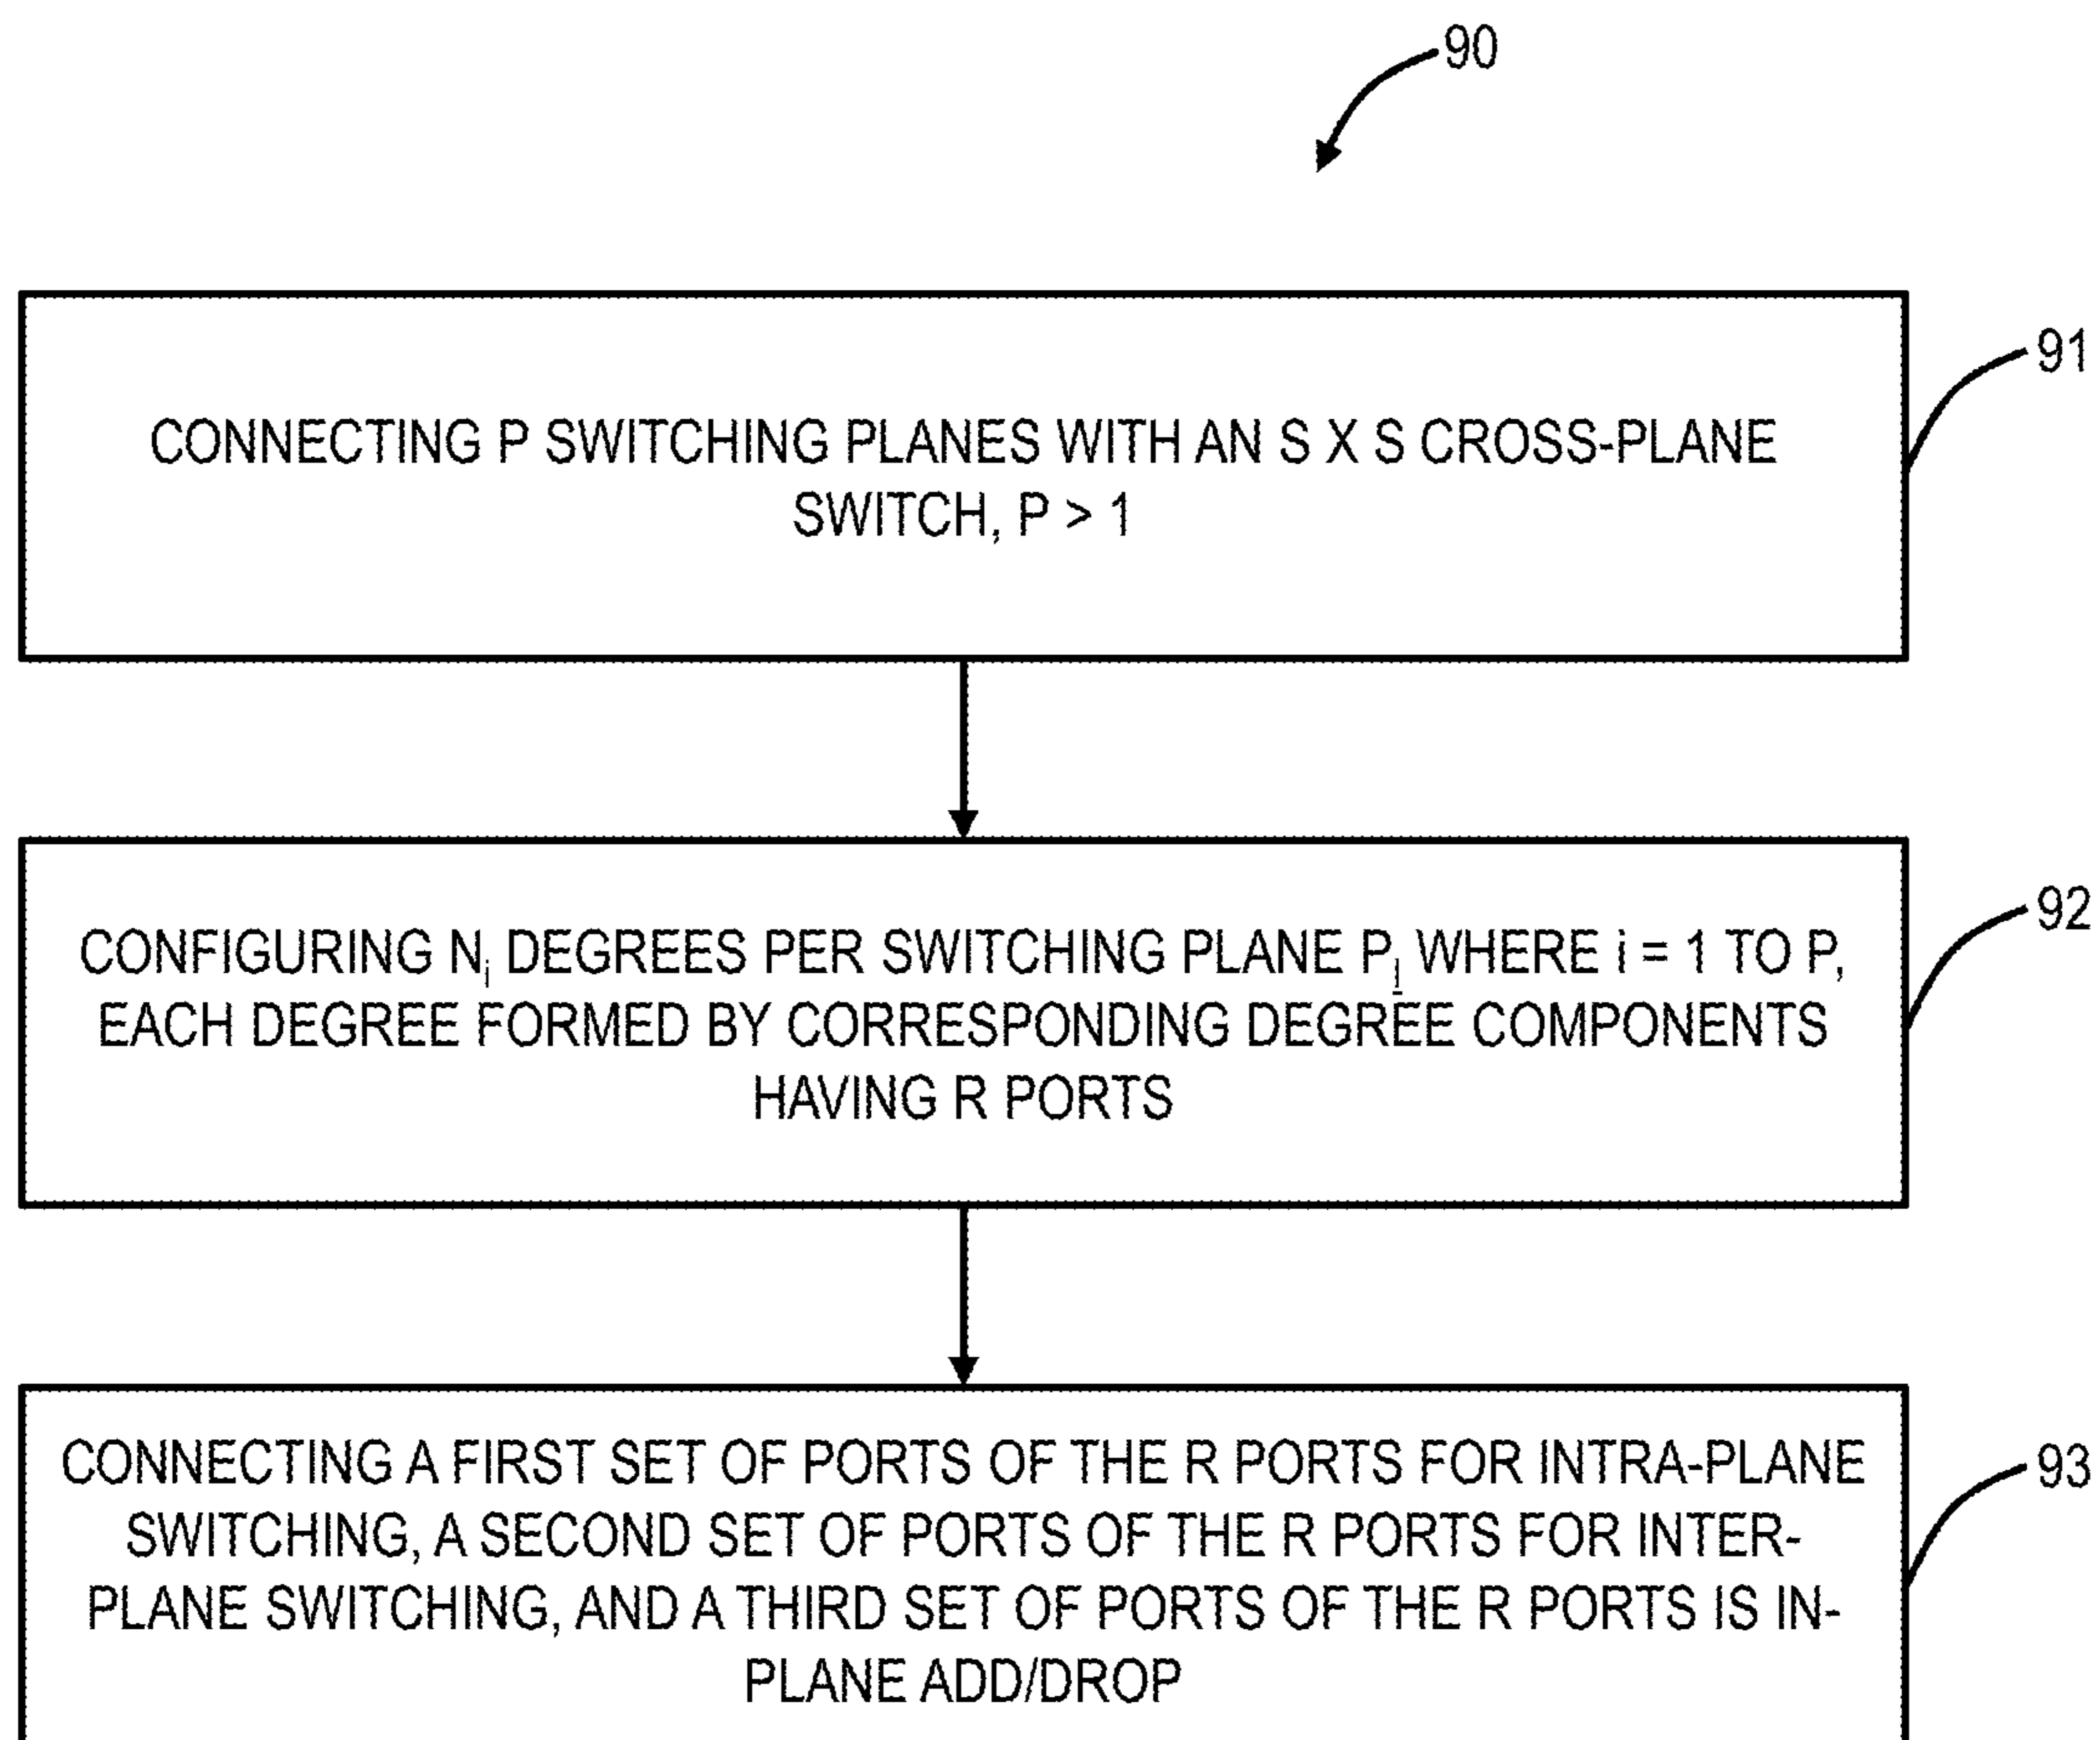 90
91
CONNECTING P SWITCHING PLANES WITH AN S X S CROSS-PLANE
SWITCH, P > 1
92
CONFIGURING Nᵢ DEGREES PER SWITCHING PLANE Pᵢ WHERE i = 1 TO P,
EACH DEGREE FORMED BY CORRESPONDING DEGREE COMPONENTS
HAVING R PORTS
93
CONNECTING A FIRST SET OF PORTS OF THE R PORTS FOR INTRA-PLANE
SWITCHING, A SECOND SET OF PORTS OF THE R PORTS FOR INTER-
PLANE SWITCHING, AND A THIRD SET OF PORTS OF THE R PORTS IS IN-
PLANE ADD/DROP